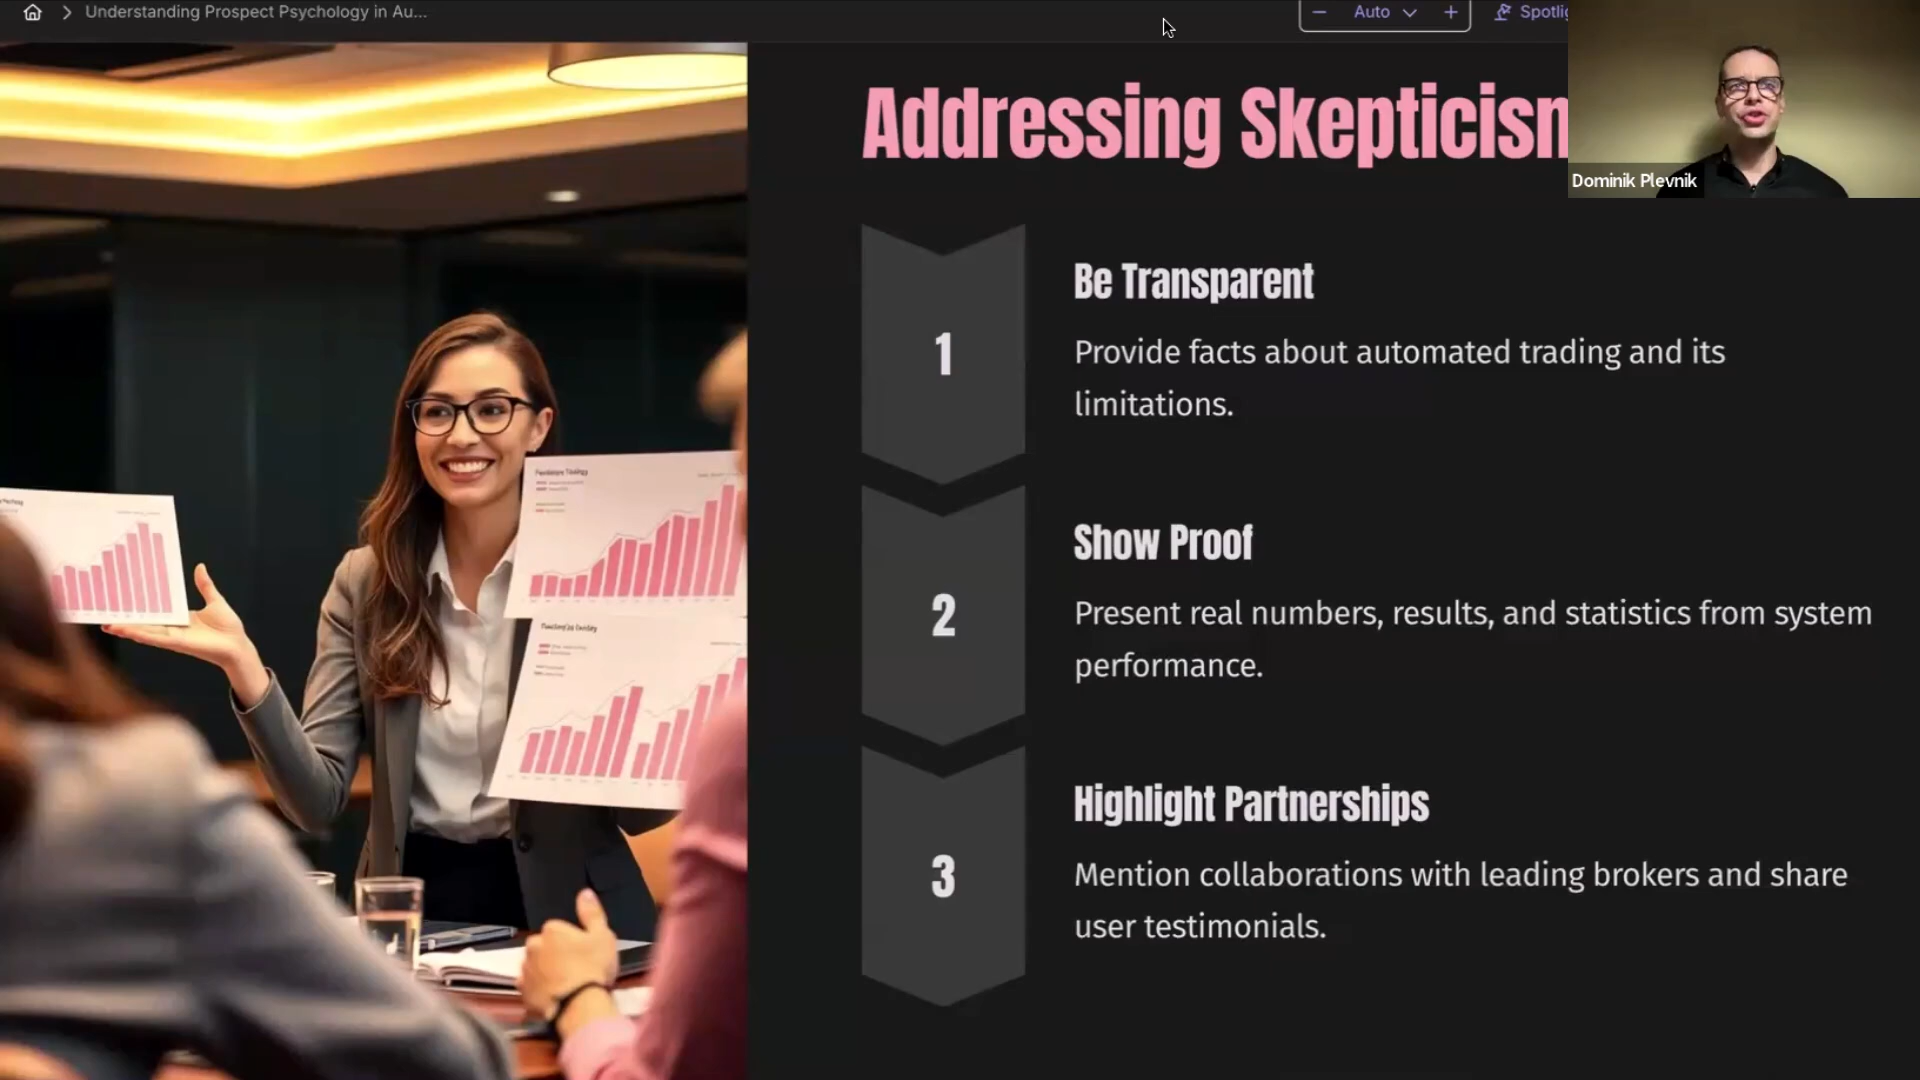 Understanding Prospect Psychology in Au...
Auto
Addressing Skepticism
Dominik Plevnik
1
Be Transparent
Provide facts about automated trading and its
limitations.
2
Show Proof
Present real numbers, results, and statistics from system
performance.
3
Highlight Partnerships
Mention collaborations with leading brokers and share
user testimonials.